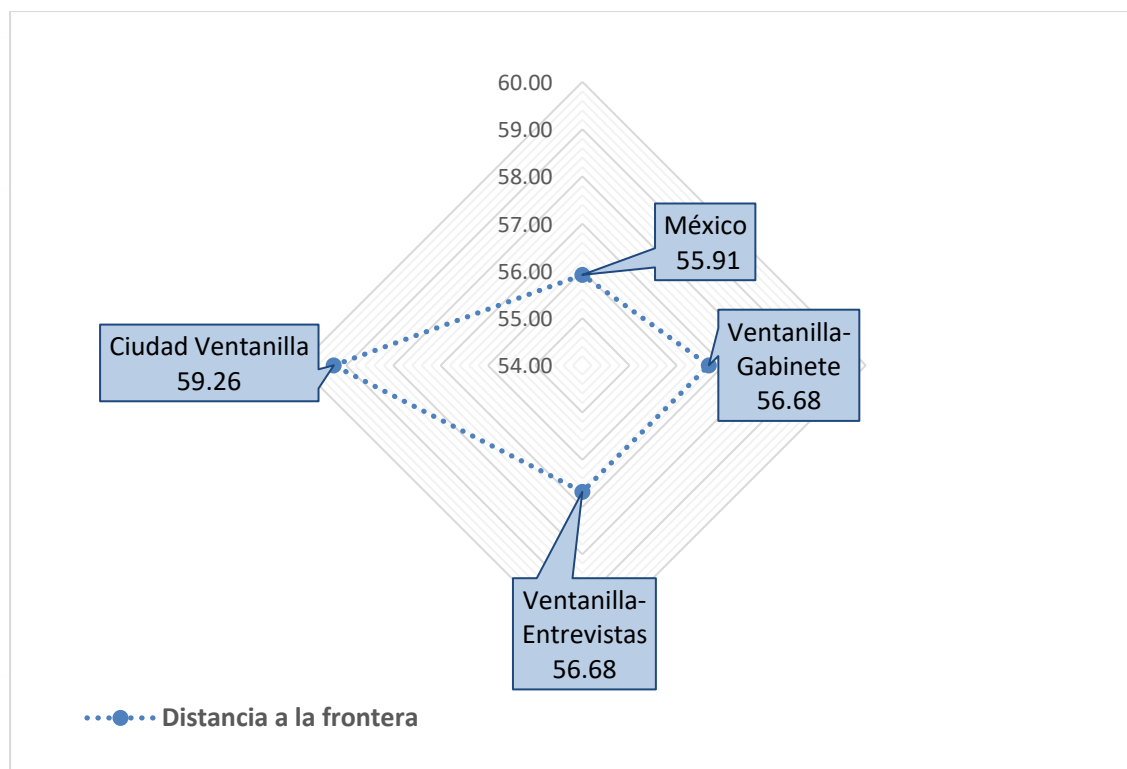 60.00
59.00
58.00
57.00
56.00
55.00
54.00
México
55.91
Ventanilla-
Gabinete
56.68
Ciudad Ventanilla
59.26
Ventanilla-
Entrevistas
56.68
Distancia a la frontera